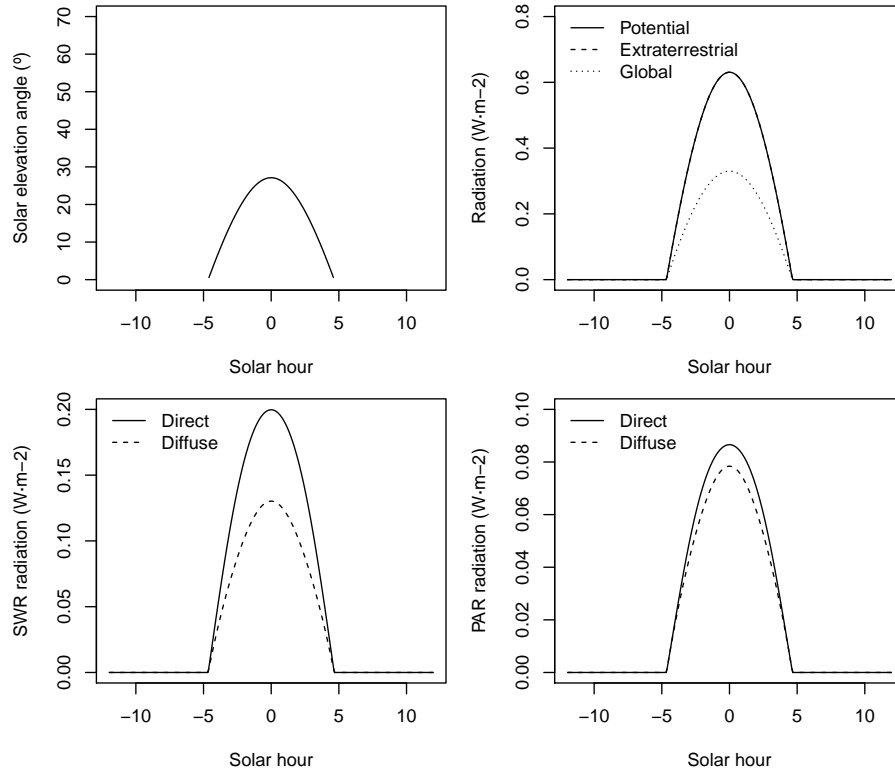 70
60
50
40
30
20
10
0
Solar elevation angle (º)
−10 −5 0 5 10
Solar hour
0.8
0.6
0.4
0.2
0.0
Radiation (W·m−2)
Potential
Extraterrestrial
Global
−10 −5 0 5 10
Solar hour
0.20
0.15
0.10
0.05
0.00
SWR radiation (W·m−2)
Direct
Diffuse
−10 −5 0 5 10
Solar hour
0.10
0.08
0.06
0.04
0.02
0.00
PAR radiation (W·m−2)
Direct
Diffuse
−10 −5 0 5 10
Solar hour